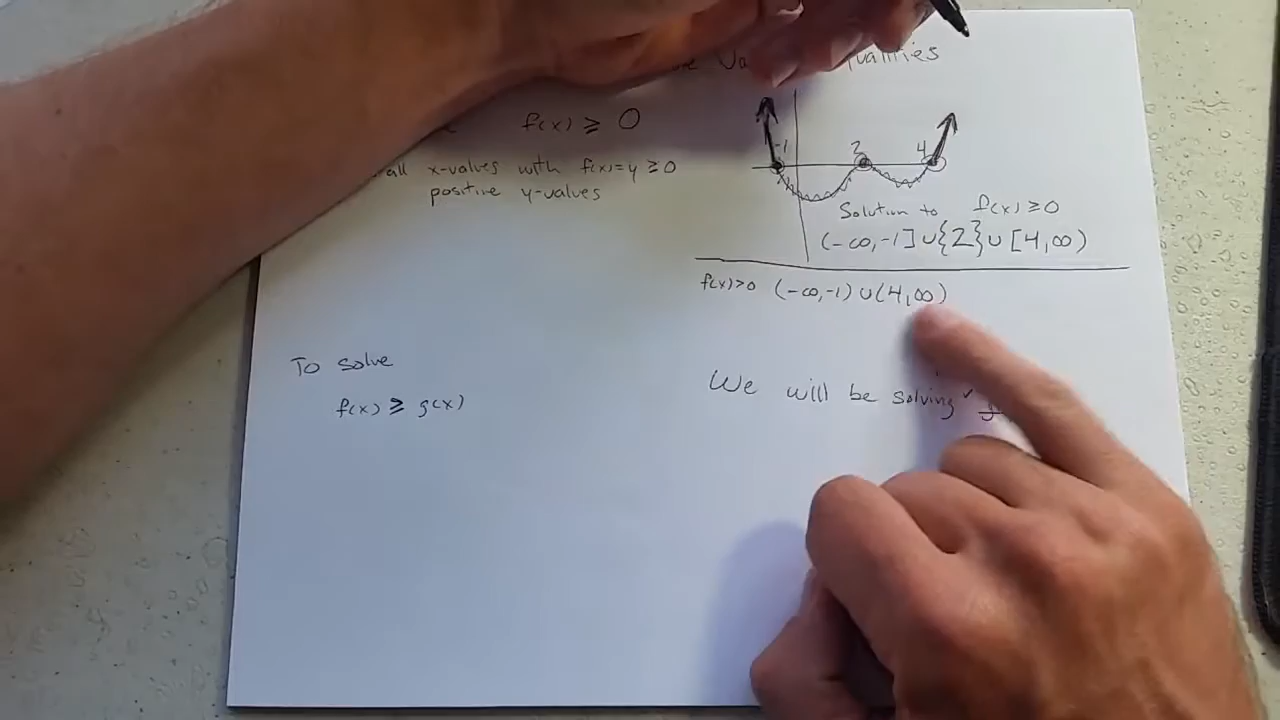 f(x) ≥ 0
all x-values with f(x)=y ≥ 0
positive y-values
-1 2 4
Solution to f(x) ≥ 0
(-∞,-1] ∪ {2} ∪ [4,∞)
f(x)>0 (-∞,-1) ∪ (4,∞)
To solve
f(x) ≥ g(x)
We will be solving